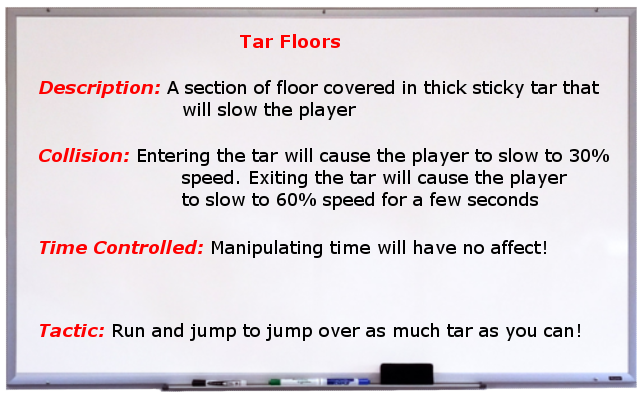 Tar Floors
Description: A section of floor covered in thick sticky tar that
will slow the player
Collision: Entering the tar will cause the player to slow to 30%
speed. Exiting the tar will cause the player
to slow to 60% speed for a few seconds
Time Controlled: Manipulating time will have no affect!
Tactic: Run and jump to jump over as much tar as you can!